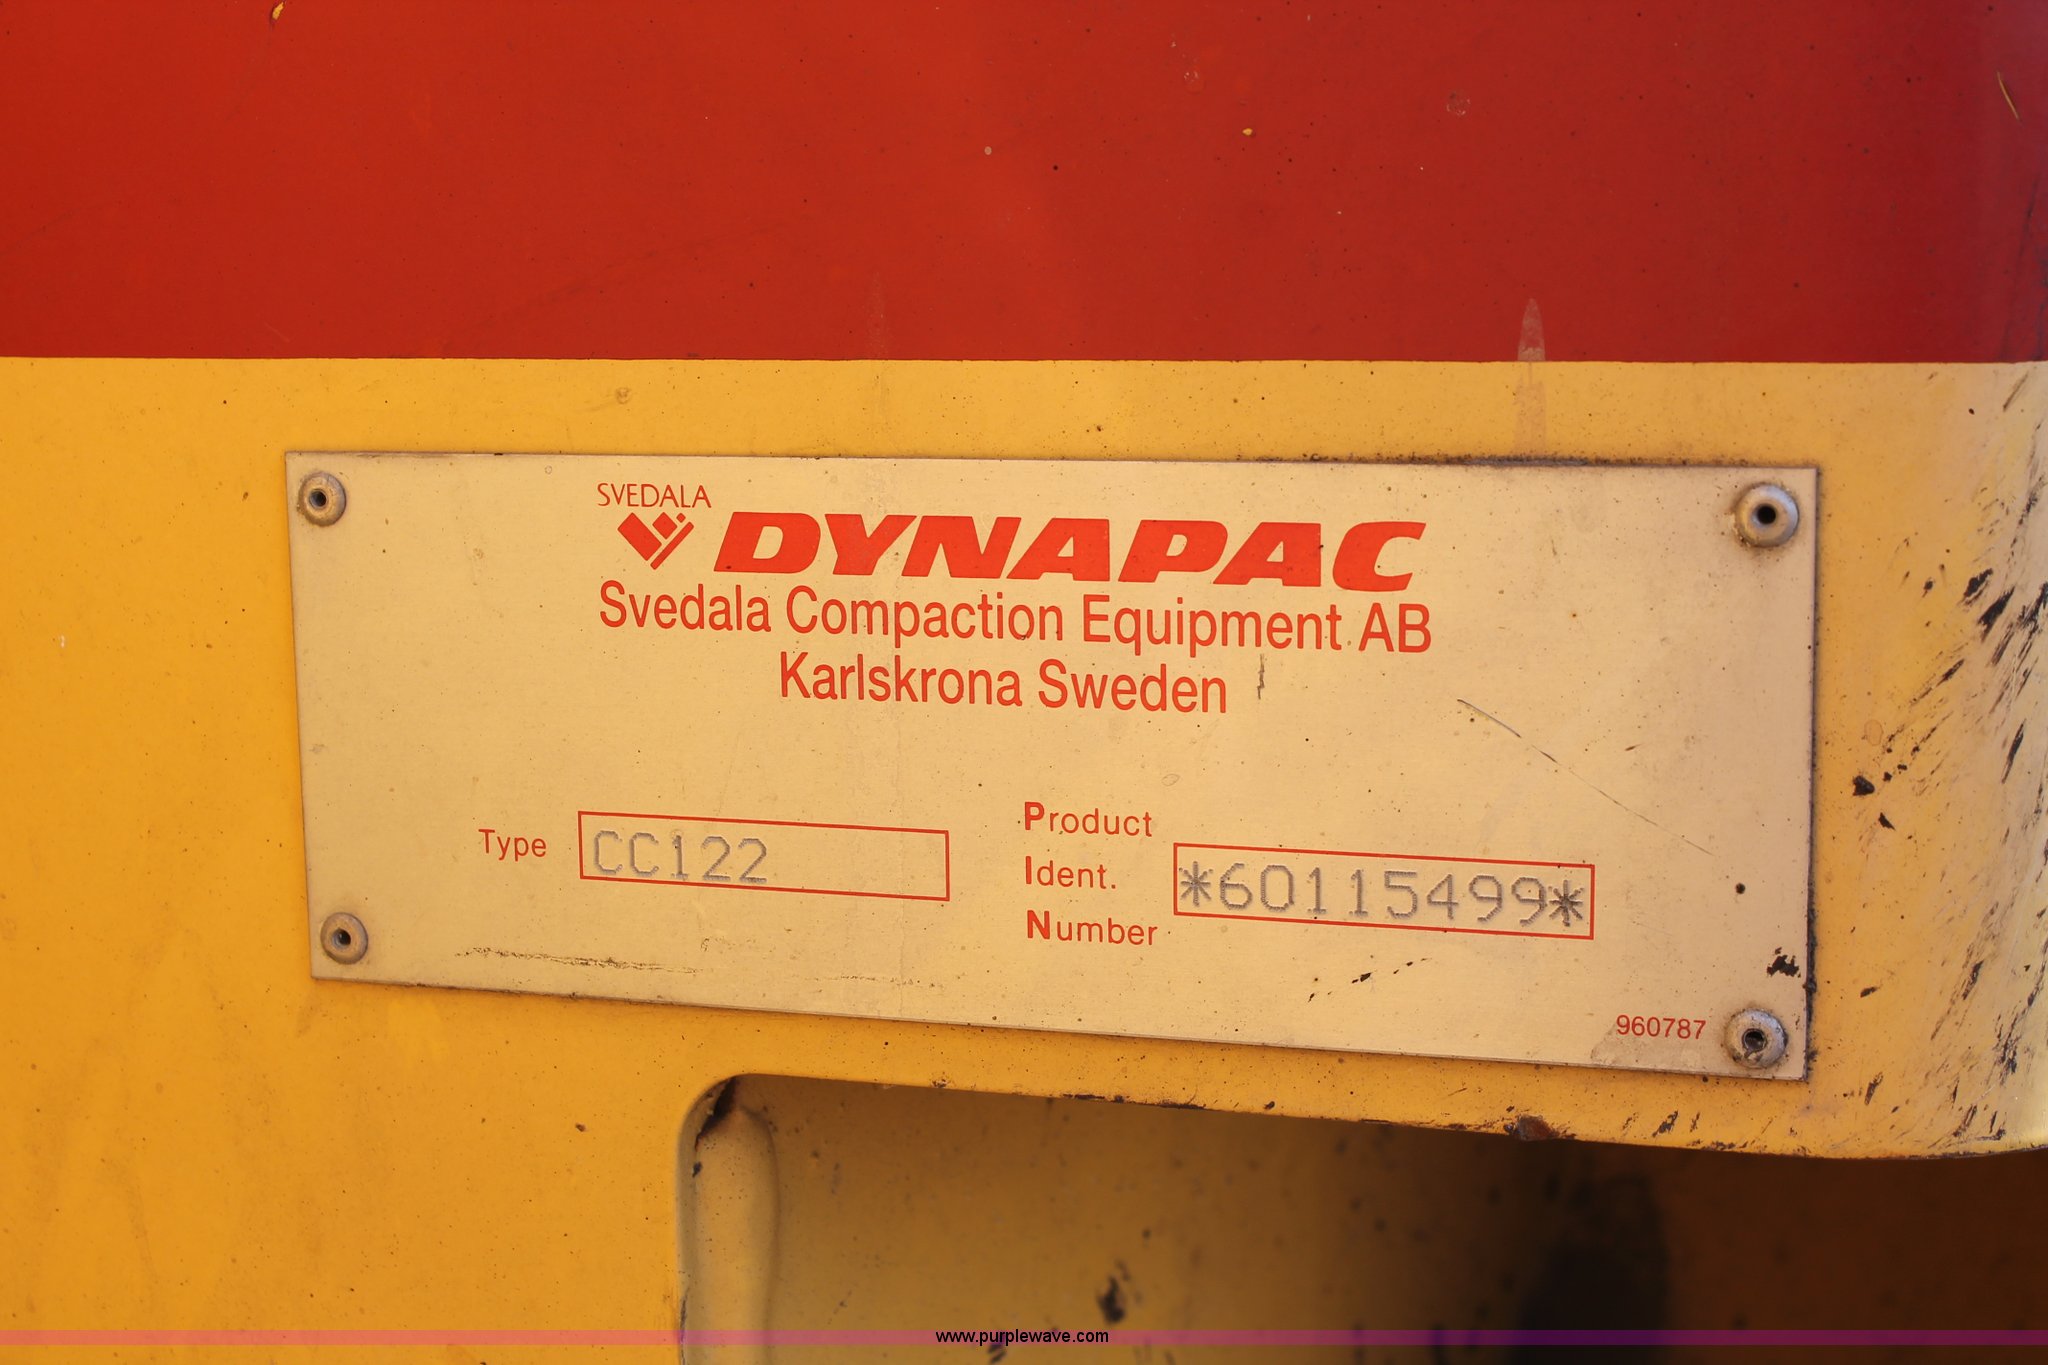 SVEDALA
DYNAPAC
Svedala Compaction Equipment AB
Karlskrona Sweden
Type CC122
Product
Ident.
Number
*60115499*
960787
www.purplewave.com